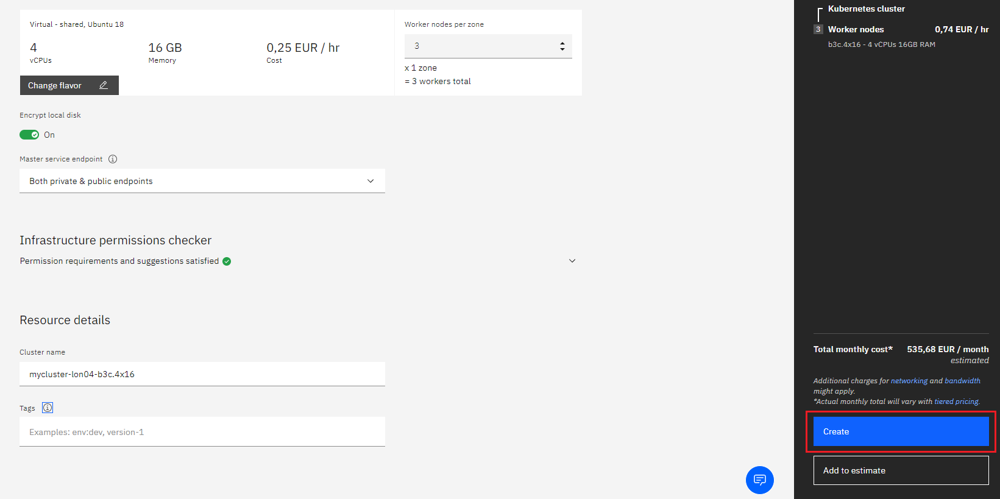 Virtual - shared, Ubuntu 18
4
vCPUs
16 GB
Memory
0,25 EUR / hr
Cost
Change flavor
Worker nodes per zone
3
x 1 zone
= 3 workers total
Encrypt local disk
On
Master service endpoint
Both private & public endpoints
Infrastructure permissions checker
Permission requirements and suggestions satisfied
Resource details
Cluster name
mycluster-lon04-b3c.4x16
Tags
Examples: env:dev, version-1
Kubernetes cluster
3 Worker nodes 0,74 EUR / hr
b3c.4x16 - 4 vCPUs 16GB RAM
Total monthly cost* 535,68 EUR / month
estimated
Additional charges for networking and bandwidth
might apply.
*Actual monthly total will vary with tiered pricing.
Create
Add to estimate